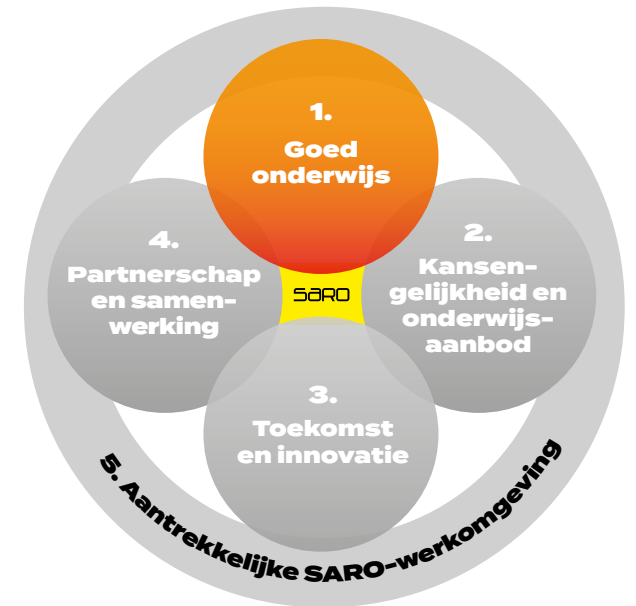 1.
Goed
onderwijs
2.
Kansen-
gelijkheid en
onderwijs-
aanbod
3.
Toekomst
en innovatie
4.
Partnerschap
en samen-
werking
SARO
5. Aantrekkelijke SARO-werkomgeving